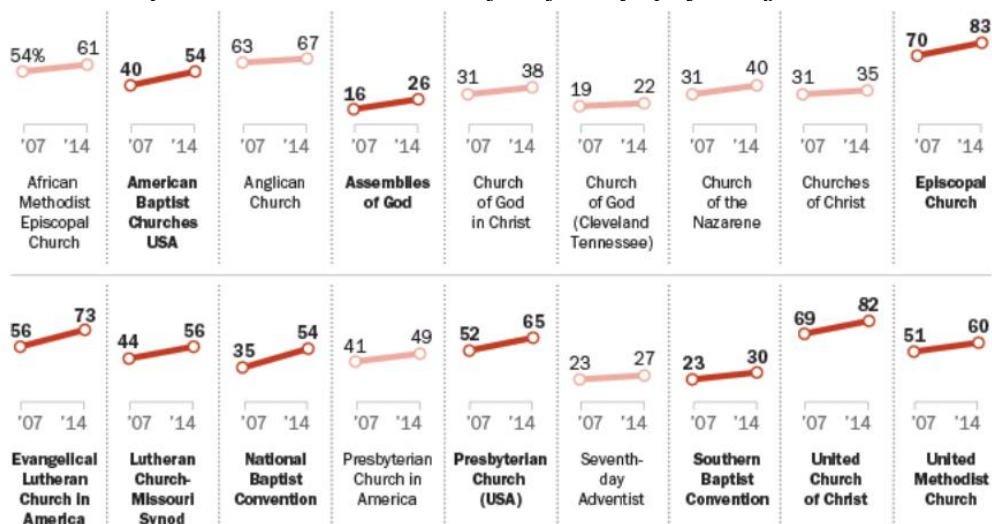 54% 61
40 54
63 67
16 26
31 38
19 22
31 40
31 35
70 83
'07 '14 '07 '14 '07 '14 '07 '14 '07 '14 '07 '14 '07 '14 '07 '14 '07 '14
African
Methodist
Episcopal
Church
American
Baptist
Churches
USA
Anglican
Church
Assemblies
of God
Church
of God
in Christ
Church
of God
(Cleveland
Tennessee)
Church
of the
Nazarene
Churches
of Christ
Episcopal
Church
56 73
44 56
35 54
41 49
52 65
23 27
23 30
69 82
51 60
'07 '14 '07 '14 '07 '14 '07 '14 '07 '14 '07 '14 '07 '14 '07 '14 '07 '14
Evangelical
Lutheran
Church in
America
Lutheran
Church-
Missouri
Synod
National
Baptist
Convention
Presbyterian
Church in
America
Presbyterian
Church
(USA)
Seventh-
day
Adventist
Southern
Baptist
Convention
United
Church
of Christ
United
Methodist
Church